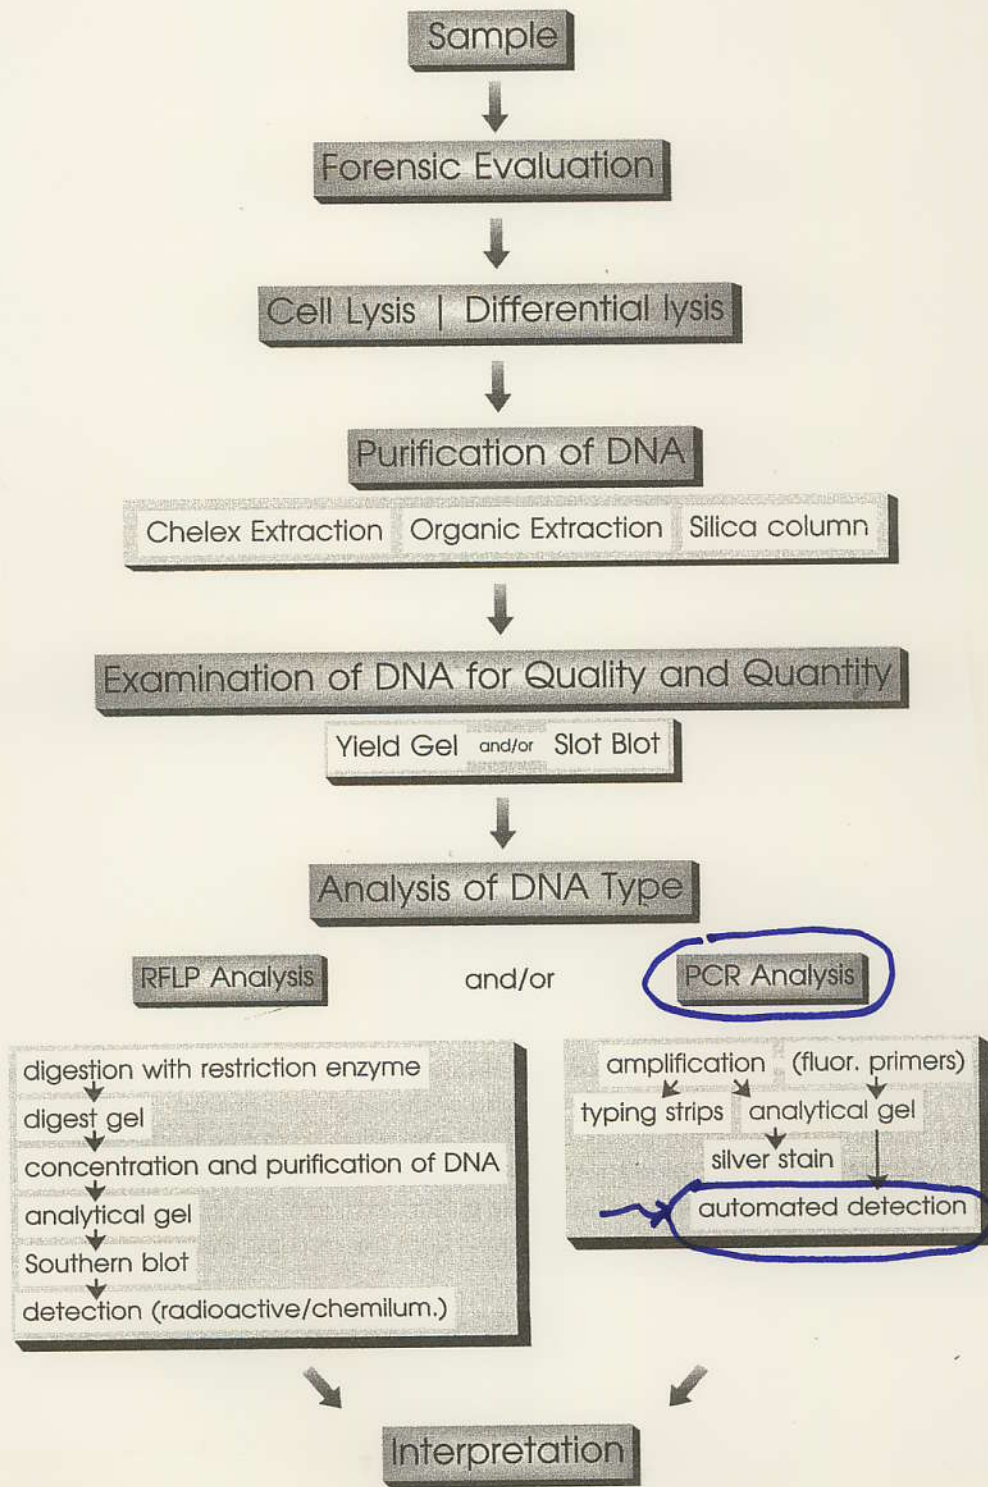 Sample
Forensic Evaluation
Cell Lysis | Differential lysis
Purification of DNA
Chelex Extraction Organic Extraction Silica column
Examination of DNA for Quality and Quantity
Yield Gel and/or Slot Blot
Analysis of DNA Type
RFLP Analysis and/or PCR Analysis
digestion with restriction enzyme
digest gel
concentration and purification of DNA
analytical gel
Southern blot
detection (radioactive/chemilum.)
amplification (fluor. primers)
typing strips analytical gel
silver stain
automated detection
Interpretation